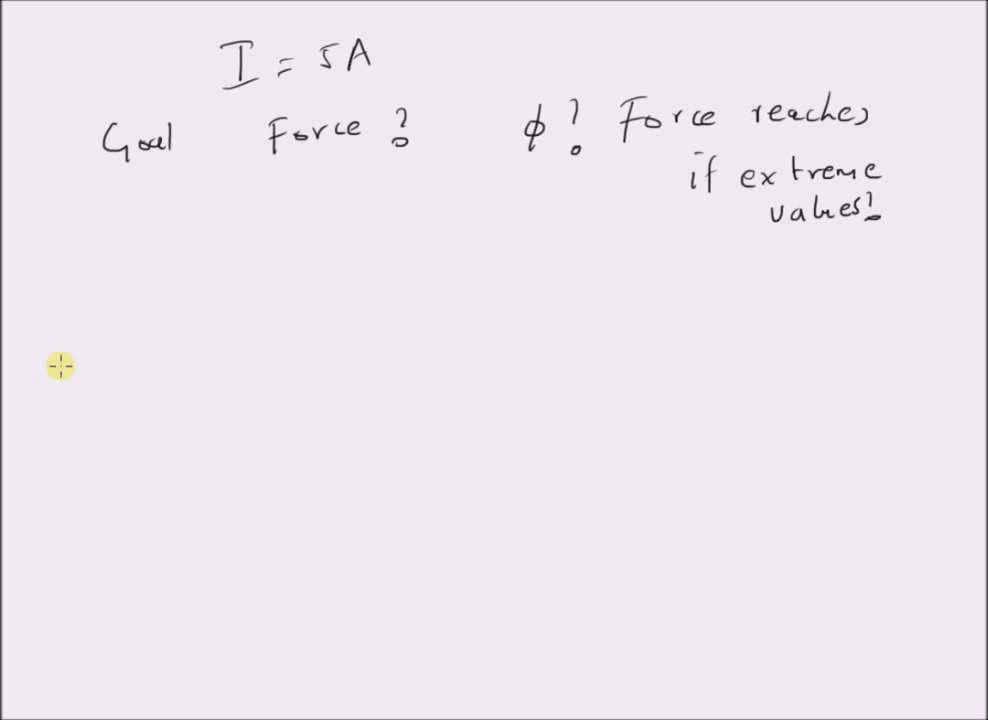 I = 5A
Goal Force ? ϕ? Force reaches
if extreme
values?